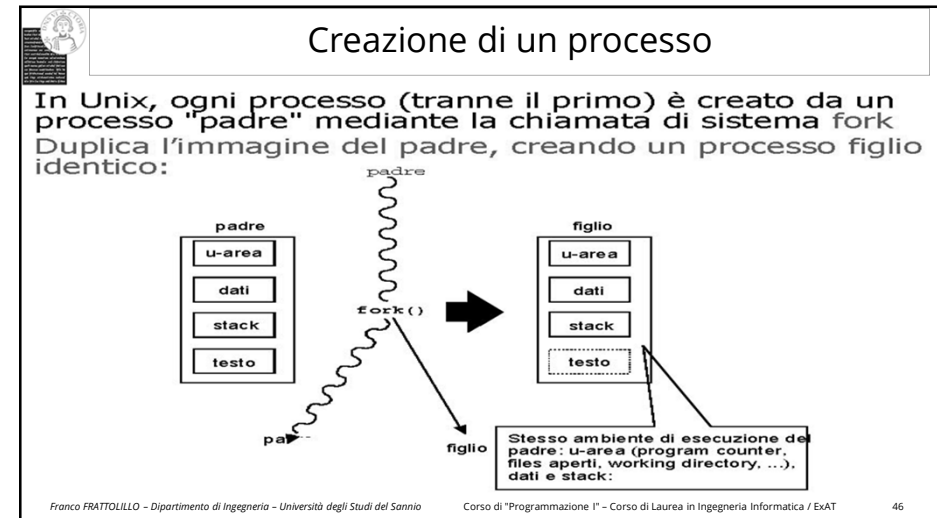 Creazione di un processo
In Unix, ogni processo (tranne il primo) è creato da un
processo "padre" mediante la chiamata di sistema fork
Duplica l'immagine del padre, creando un processo figlio
identico:
padre
padre
figlio
u-area
dati
stack
testo
fork()
u-area
dati
stack
testo
figlio
Stesso ambiente di esecuzione del
padre: u-area (program counter,
files aperti, working directory, ...),
dati e stack:
Franco FRATTOLILLO – Dipartimento di Ingegneria – Università degli Studi del Sannio
Corso di "Programmazione I" – Corso di Laurea in Ingegneria Informatica / ExAT
46